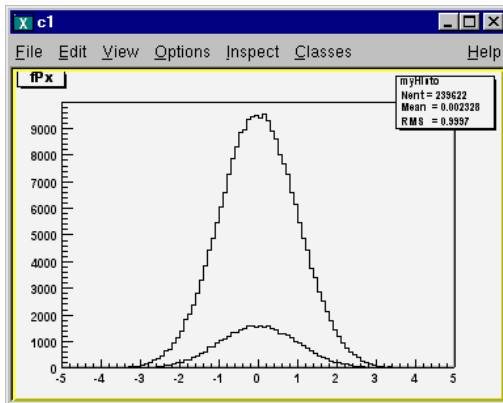 c1
File Edit View Options Inspect Classes Help
fPx
myHisto
Nent = 239622
Mean = 0.002328
RMS = 0.9997
9000
8000
7000
6000
5000
4000
3000
2000
1000
0
-5 -4 -3 -2 -1 0 1 2 3 4 5